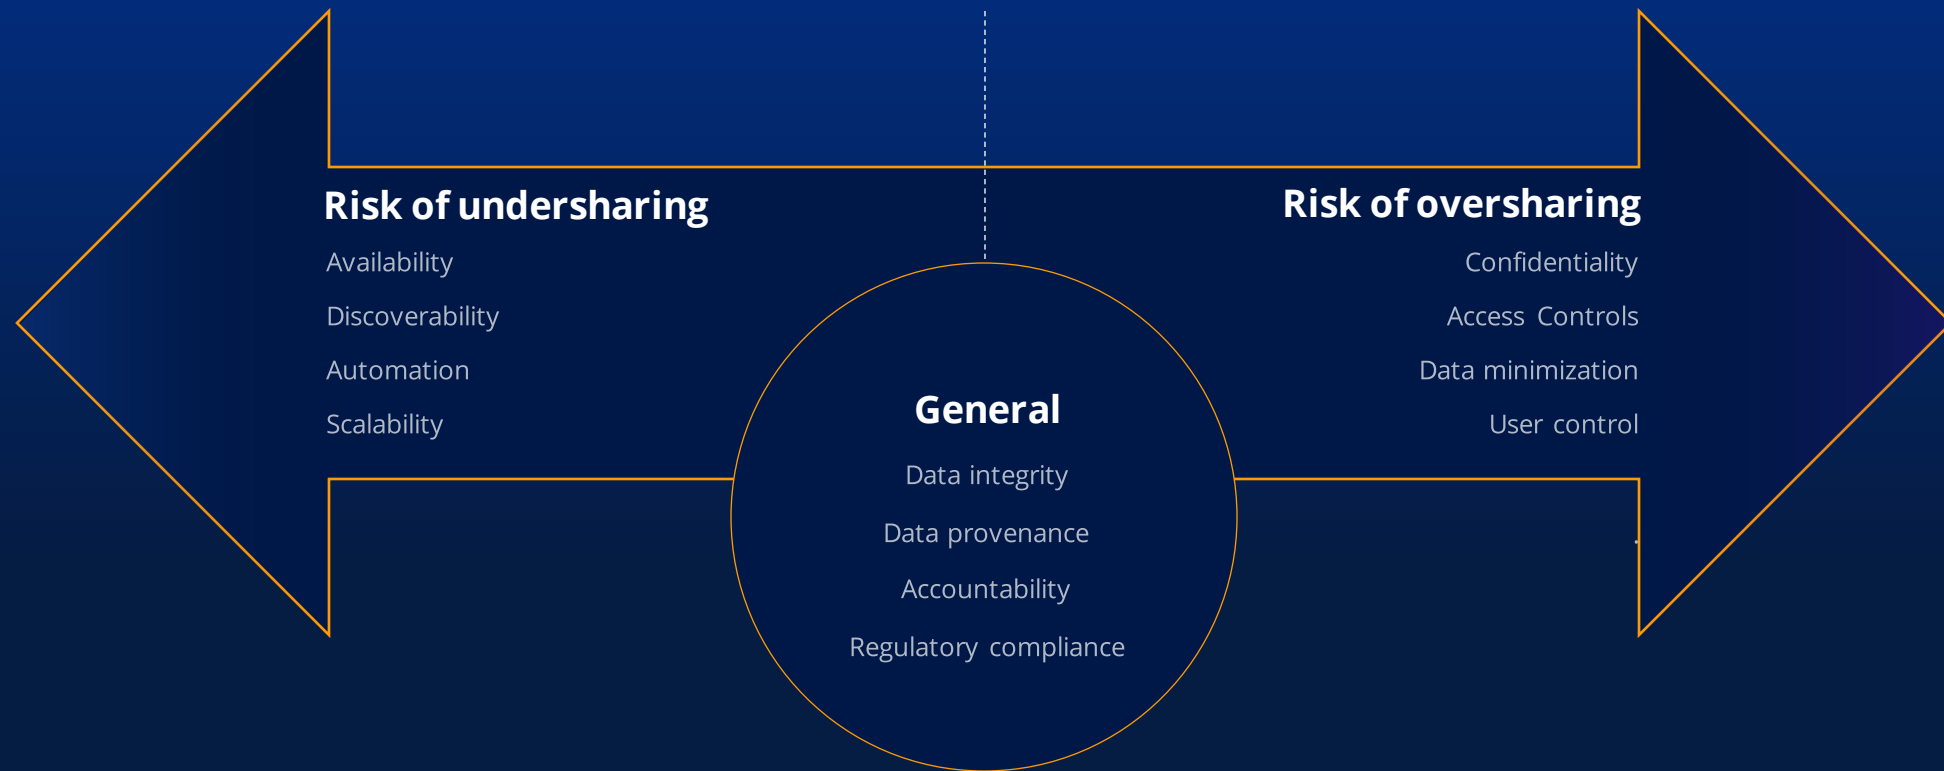 Risk of undersharing
Availability
Discoverability
Automation
Scalability
Risk of oversharing
Confidentiality
Access Controls
Data minimization
User control
.
General
Data integrity
Data provenance
Accountability
Regulatory compliance